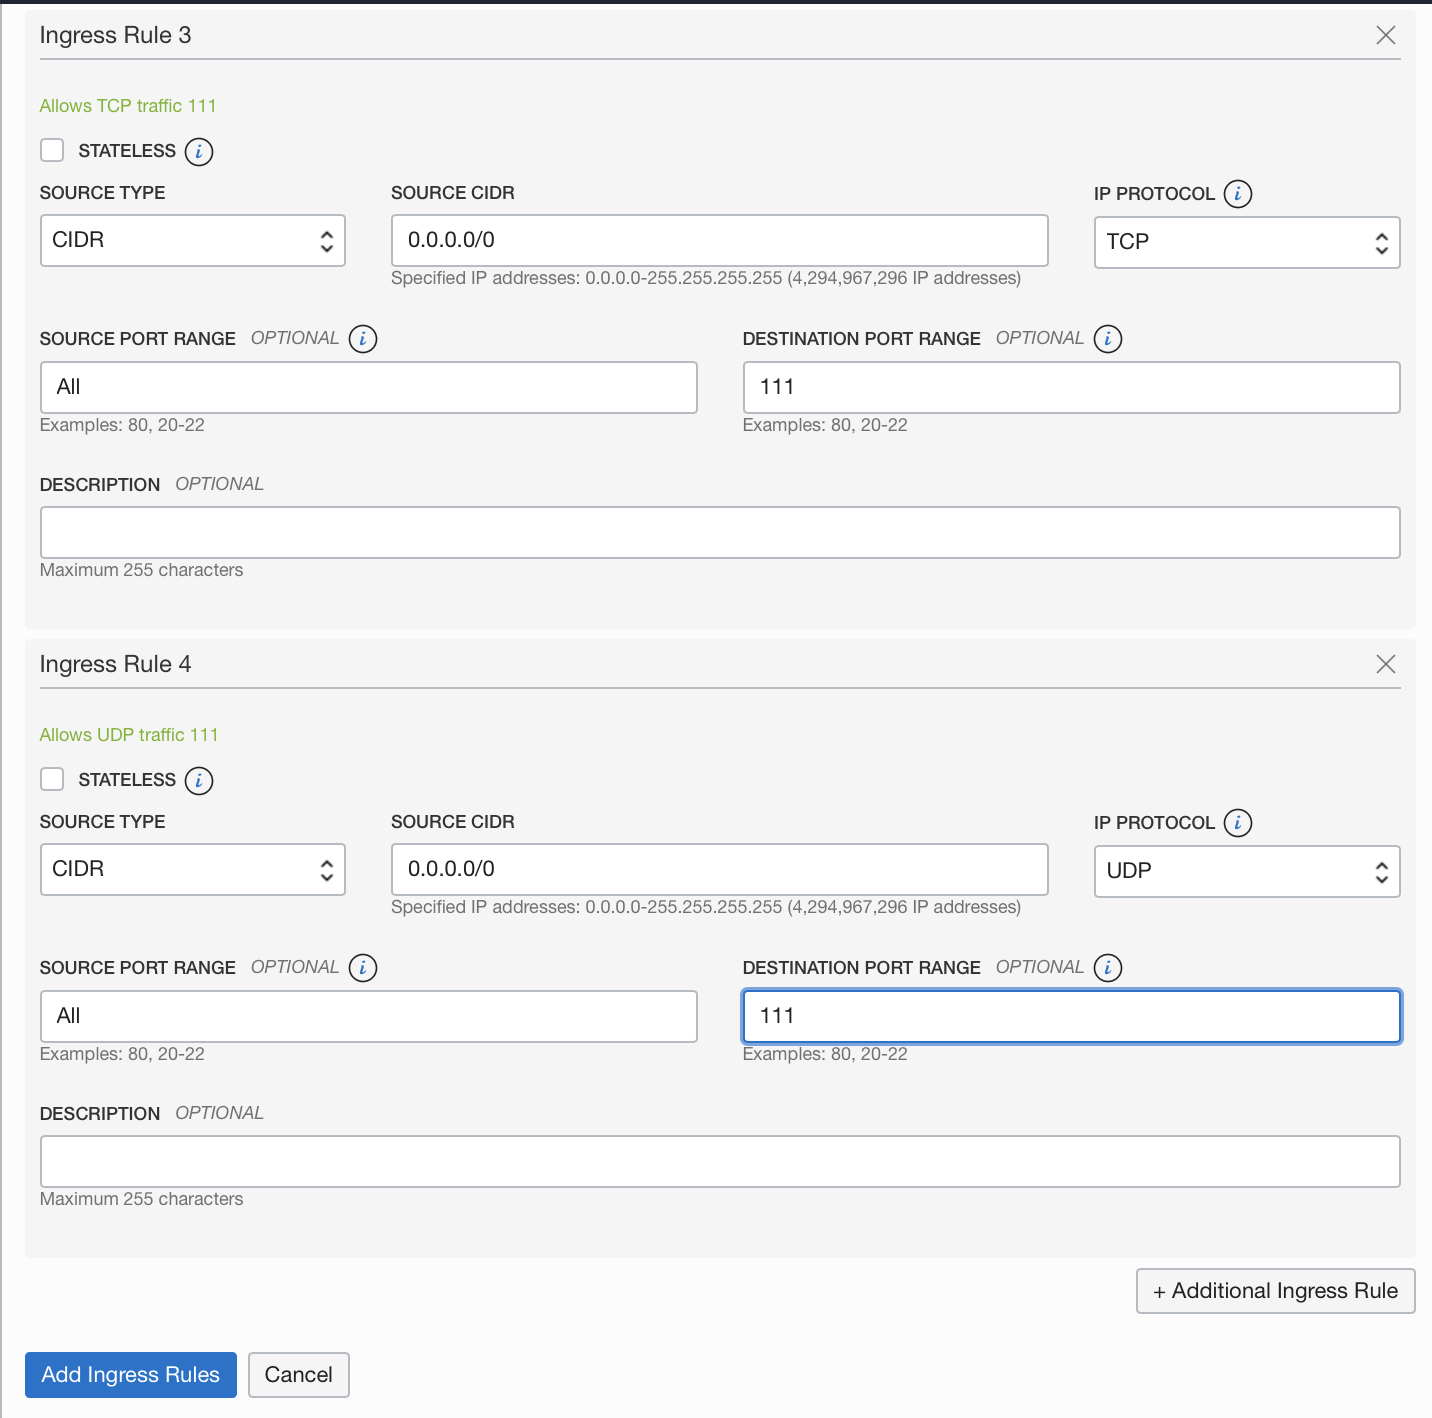 Ingress Rule 3
Allows TCP traffic 111
STATELESS i
SOURCE TYPE SOURCE CIDR IP PROTOCOL i
CIDR 0.0.0.0/0 TCP
Specified IP addresses: 0.0.0.0-255.255.255.255 (4,294,967,296 IP addresses)
SOURCE PORT RANGE OPTIONAL i DESTINATION PORT RANGE OPTIONAL i
All 111
Examples: 80, 20-22 Examples: 80, 20-22
DESCRIPTION OPTIONAL
Maximum 255 characters
Ingress Rule 4
Allows UDP traffic 111
STATELESS i
SOURCE TYPE SOURCE CIDR IP PROTOCOL i
CIDR 0.0.0.0/0 UDP
Specified IP addresses: 0.0.0.0-255.255.255.255 (4,294,967,296 IP addresses)
SOURCE PORT RANGE OPTIONAL i DESTINATION PORT RANGE OPTIONAL i
All 111
Examples: 80, 20-22 Examples: 80, 20-22
DESCRIPTION OPTIONAL
Maximum 255 characters
+ Additional Ingress Rule
Add Ingress Rules Cancel